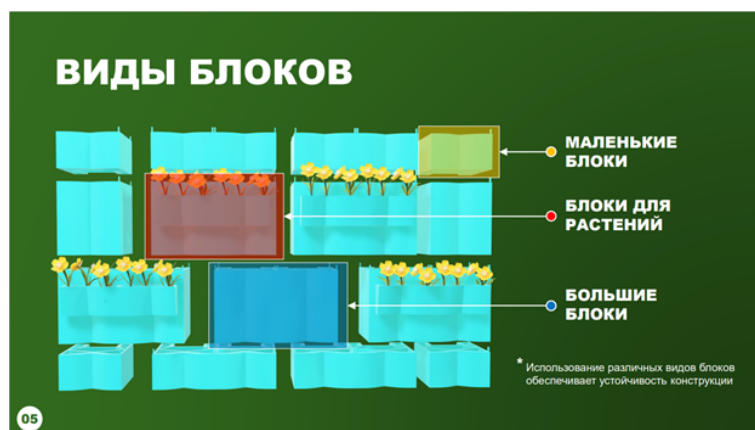 ВИДЫ БЛОКОВ
МАЛЕНЬКИЕ
БЛОКИ
БЛОКИ ДЛЯ
РАСТЕНИЙ
БОЛЬШИЕ
БЛОКИ
* Использование различных видов блоков
обеспечивает устойчивость конструкции
05